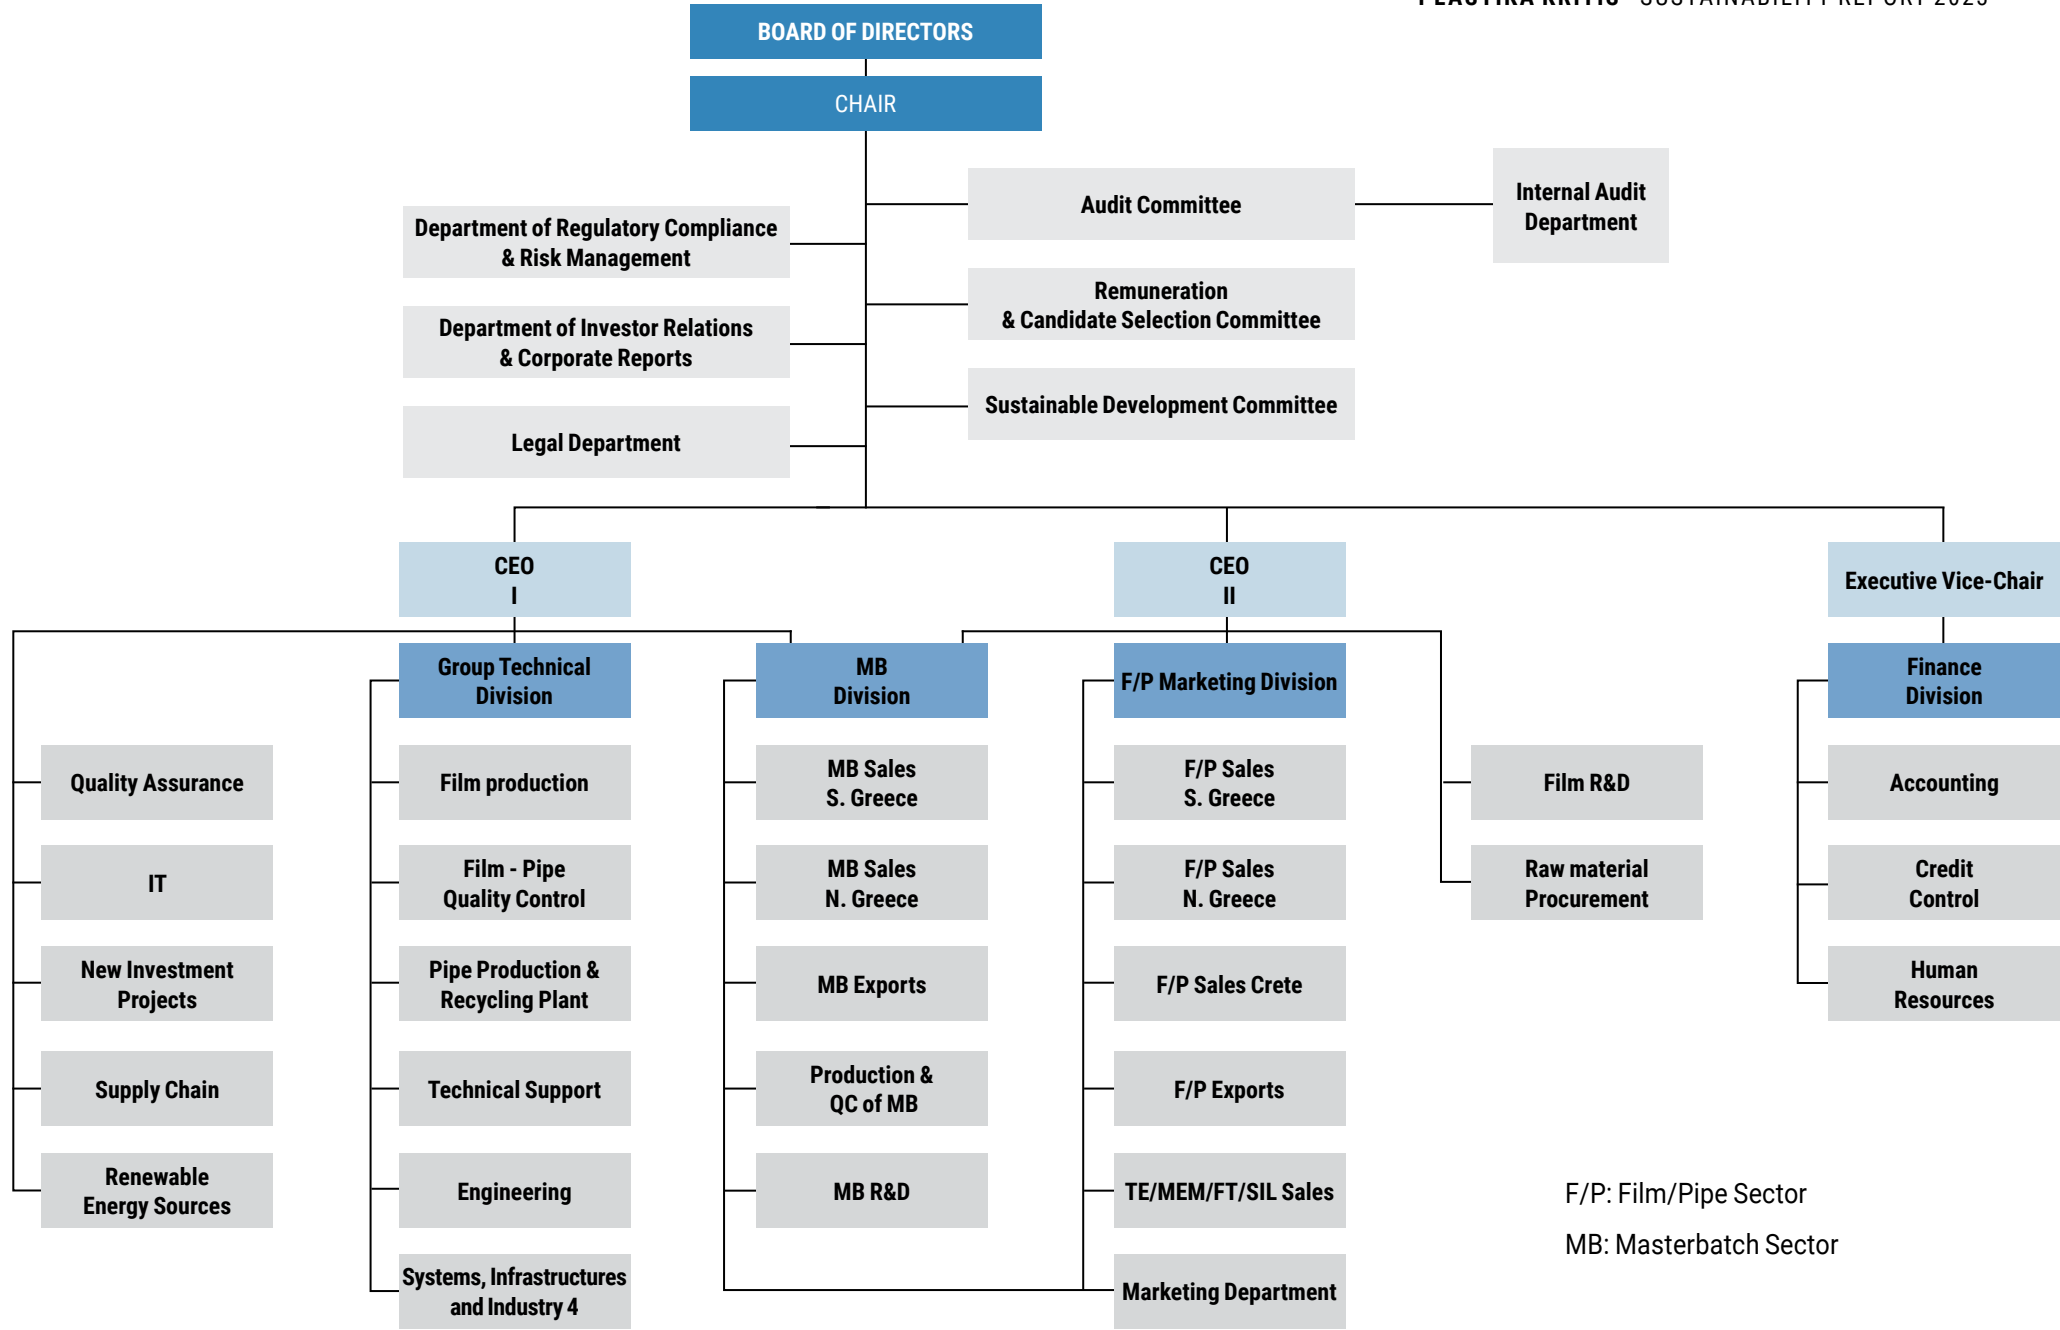 PLASTIKA KRITIS SUSTAINABILITY REPORT 2023
BOARD OF DIRECTORS
CHAIR
Audit Committee
Internal Audit
Department
Department of Regulatory Compliance
& Risk Management
Remuneration
& Candidate Selection Committee
Department of Investor Relations
& Corporate Reports
Sustainable Development Committee
Legal Department
CEO
I
CEO
II
Executive Vice-Chair
Group Technical
Division
MB
Division
F/P Marketing Division
Finance
Division
Quality Assurance
Film production
MB Sales
S. Greece
F/P Sales
S. Greece
Film R&D
Accounting
IT
Film - Pipe
Quality Control
MB Sales
N. Greece
F/P Sales
N. Greece
Raw material
Procurement
Credit
Control
New Investment
Projects
Pipe Production &
Recycling Plant
MB Exports
F/P Sales Crete
Human
Resources
Supply Chain
Technical Support
Production &
QC of MB
F/P Exports
Renewable
Energy Sources
Engineering
MB R&D
TE/MEM/FT/SIL Sales
Systems, Infrastructures
and Industry 4
Marketing Department
F/P: Film/Pipe Sector
MB: Masterbatch Sector